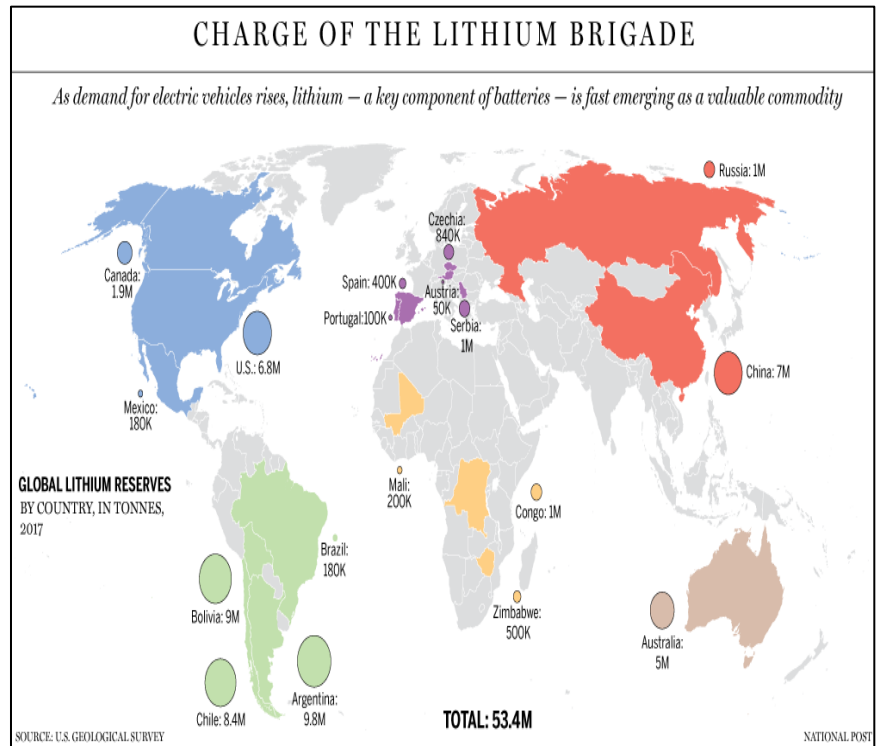 CHARGE OF THE LITHIUM BRIGADE
As demand for electric vehicles rises, lithium — a key component of batteries — is fast emerging as a valuable commodity
Russia: 1M
Czechia:
840K
Canada:
1.9M
Spain: 400K
Austria:
50K
Portugal:100K
Serbia:
1M
U.S.: 6.8M
China: 7M
Mexico:
180K
GLOBAL LITHIUM RESERVES
BY COUNTRY, IN TONNES,
2017
Mali:
200K
Congo: 1M
Brazil:
180K
Bolivia: 9M
Zimbabwe:
500K
Australia:
5M
Argentina:
9.8M
Chile: 8.4M
TOTAL: 53.4M
SOURCE: U.S. GEOLOGICAL SURVEY
NATIONAL POST